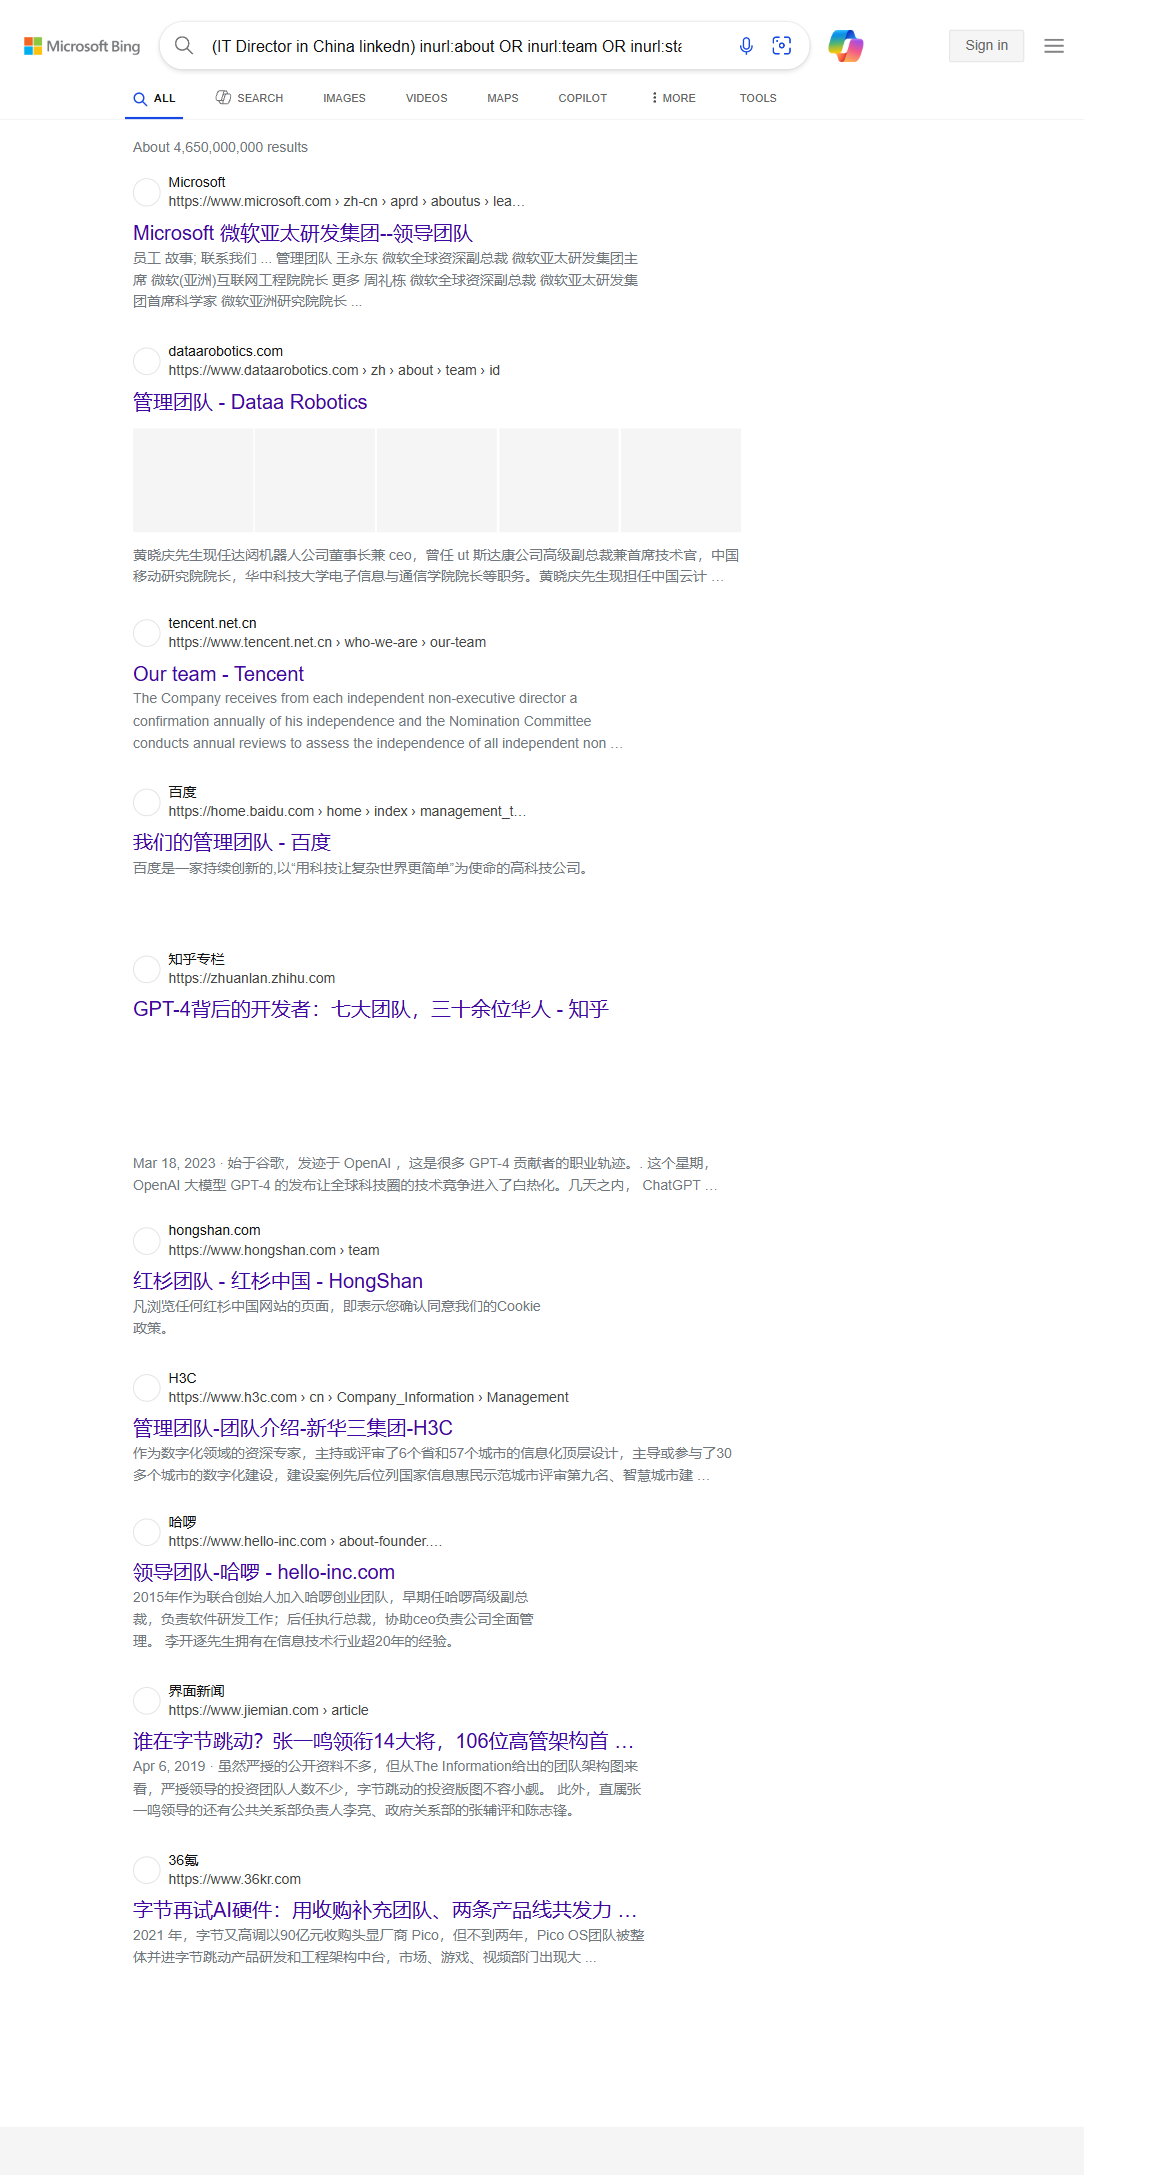 Microsoft Bing
(IT Director in China linkedn) inurl:about OR inurl:team OR inurl:sta
Sign in
ALL
SEARCH
IMAGES
VIDEOS
MAPS
COPILOT
MORE
TOOLS
About 4,650,000,000 results
Microsoft
https://www.microsoft.com › zh-cn › aprd › aboutus › lea…
Microsoft 微软亚太研发集团--领导团队
员工 故事; 联系我们 ... 管理团队 王永东 微软全球资深副总裁 微软亚太研发集团主
席 微软(亚洲)互联网工程院院长 更多 周礼栋 微软全球资深副总裁 微软亚太研发集
团首席科学家 微软亚洲研究院院长 ...
dataarobotics.com
https://www.dataarobotics.com › zh › about › team › id
管理团队 - Dataa Robotics
黄晓庆先生现任达闼机器人公司董事长兼 ceo，曾任 ut 斯达康公司高级副总裁兼首席技术官，中国
移动研究院院长，华中科技大学电子信息与通信学院院长等职务。黄晓庆先生现担任中国云计 …
tencent.net.cn
https://www.tencent.net.cn › who-we-are › our-team
Our team - Tencent
The Company receives from each independent non-executive director a
confirmation annually of his independence and the Nomination Committee
conducts annual reviews to assess the independence of all independent non …
百度
https://home.baidu.com › home › index › management_t…
我们的管理团队 - 百度
百度是一家持续创新的,以“用科技让复杂世界更简单”为使命的高科技公司。
知乎专栏
https://zhuanlan.zhihu.com
GPT-4背后的开发者：七大团队，三十余位华人 - 知乎
Mar 18, 2023 · 始于谷歌，发迹于 OpenAI ，这是很多 GPT-4 贡献者的职业轨迹。. 这个星期，
OpenAI 大模型 GPT-4 的发布让全球科技圈的技术竞争进入了白热化。几天之内， ChatGPT …
hongshan.com
https://www.hongshan.com › team
红杉团队 - 红杉中国 - HongShan
凡浏览任何红杉中国网站的页面，即表示您确认同意我们的Cookie
政策。
H3C
https://www.h3c.com › cn › Company_Information › Management
管理团队-团队介绍-新华三集团-H3C
作为数字化领域的资深专家，主持或评审了6个省和57个城市的信息化顶层设计，主导或参与了30
多个城市的数字化建设，建设案例先后位列国家信息惠民示范城市评审第九名、智慧城市建 …
哈啰
https://www.hello-inc.com › about-founder.…
领导团队-哈啰 - hello-inc.com
2015年作为联合创始人加入哈啰创业团队，早期任哈啰高级副总
裁，负责软件研发工作；后任执行总裁，协助ceo负责公司全面管
理。 李开逐先生拥有在信息技术行业超20年的经验。
界面新闻
https://www.jiemian.com › article
谁在字节跳动？张一鸣领衔14大将，106位高管架构首 …
Apr 6, 2019 · 虽然严授的公开资料不多，但从The Information给出的团队架构图来
看，严授领导的投资团队人数不少，字节跳动的投资版图不容小觑。 此外，直属张
一鸣领导的还有公共关系部负责人李亮、政府关系部的张辅评和陈志锋。
36氪
https://www.36kr.com
字节再试AI硬件：用收购补充团队、两条产品线共发力 …
2021 年，字节又高调以90亿元收购头显厂商 Pico，但不到两年，Pico OS团队被整
体并进字节跳动产品研发和工程架构中台，市场、游戏、视频部门出现大 ...